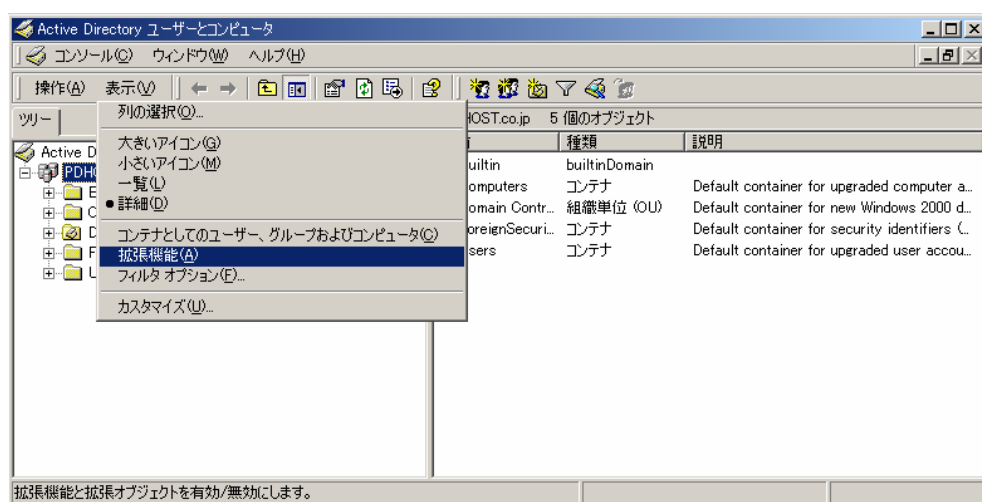 Active Directory ユーザーとコンピュータ
コンソール(C) ウィンドウ(W) ヘルプ(H)
操作(A) 表示(V)
ツリー
HOST.co.jp 5 個のオブジェクト
列の選択(O)...
大きいアイコン(G)
小さいアイコン(M)
一覧(L)
詳細(D)
コンテナとしてのユーザー、グループおよびコンピュータ(C)
拡張機能(A)
フィルタ オプション(F)...
カスタマイズ(U)...
Active D
PDH
種類 説明
uiltin builtinDomain
omputers コンテナ Default container for upgraded computer a...
omain Contr... 組織単位 (OU) Default container for new Windows 2000 d...
oreignSecuri... コンテナ Default container for security identifiers (...
sers コンテナ Default container for upgraded user accou...
拡張機能と拡張オブジェクトを有効/無効にします。